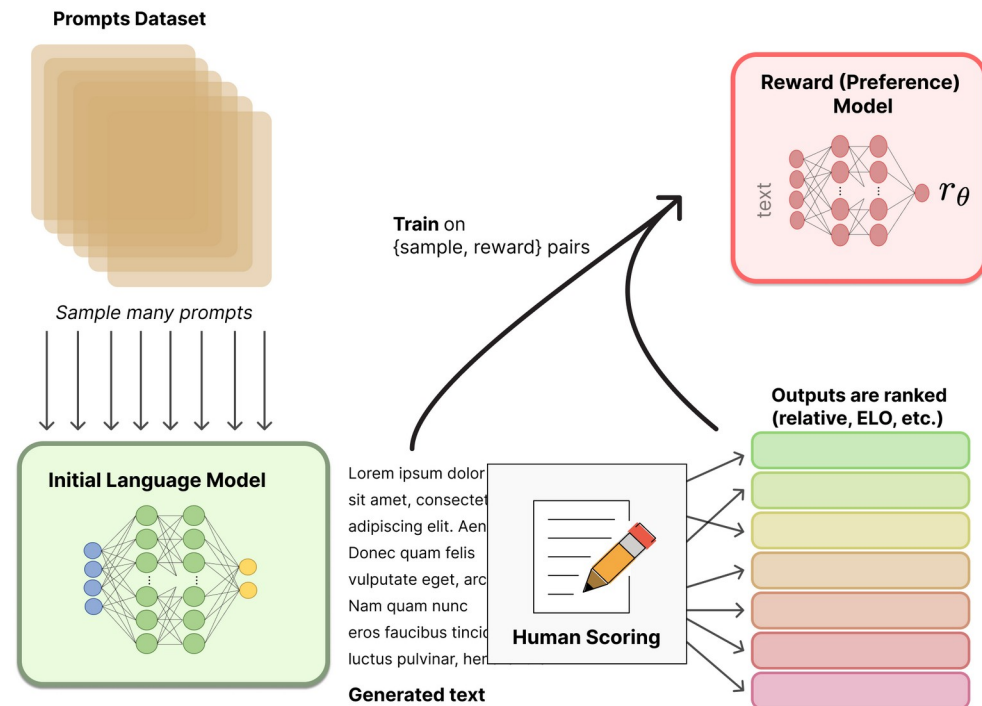 Prompts Dataset
Sample many prompts
Initial Language Model
Train on
{sample, reward} pairs
Reward (Preference)
Model
text
r_θ
Lorem ipsum dolor
sit amet, consectet
adipiscing elit. Aen
Donec quam felis
vulputate eget, arc
Nam quam nunc
eros faucibus tincid
luctus pulvinar, hen
Generated text
Human Scoring
Outputs are ranked
(relative, ELO, etc.)